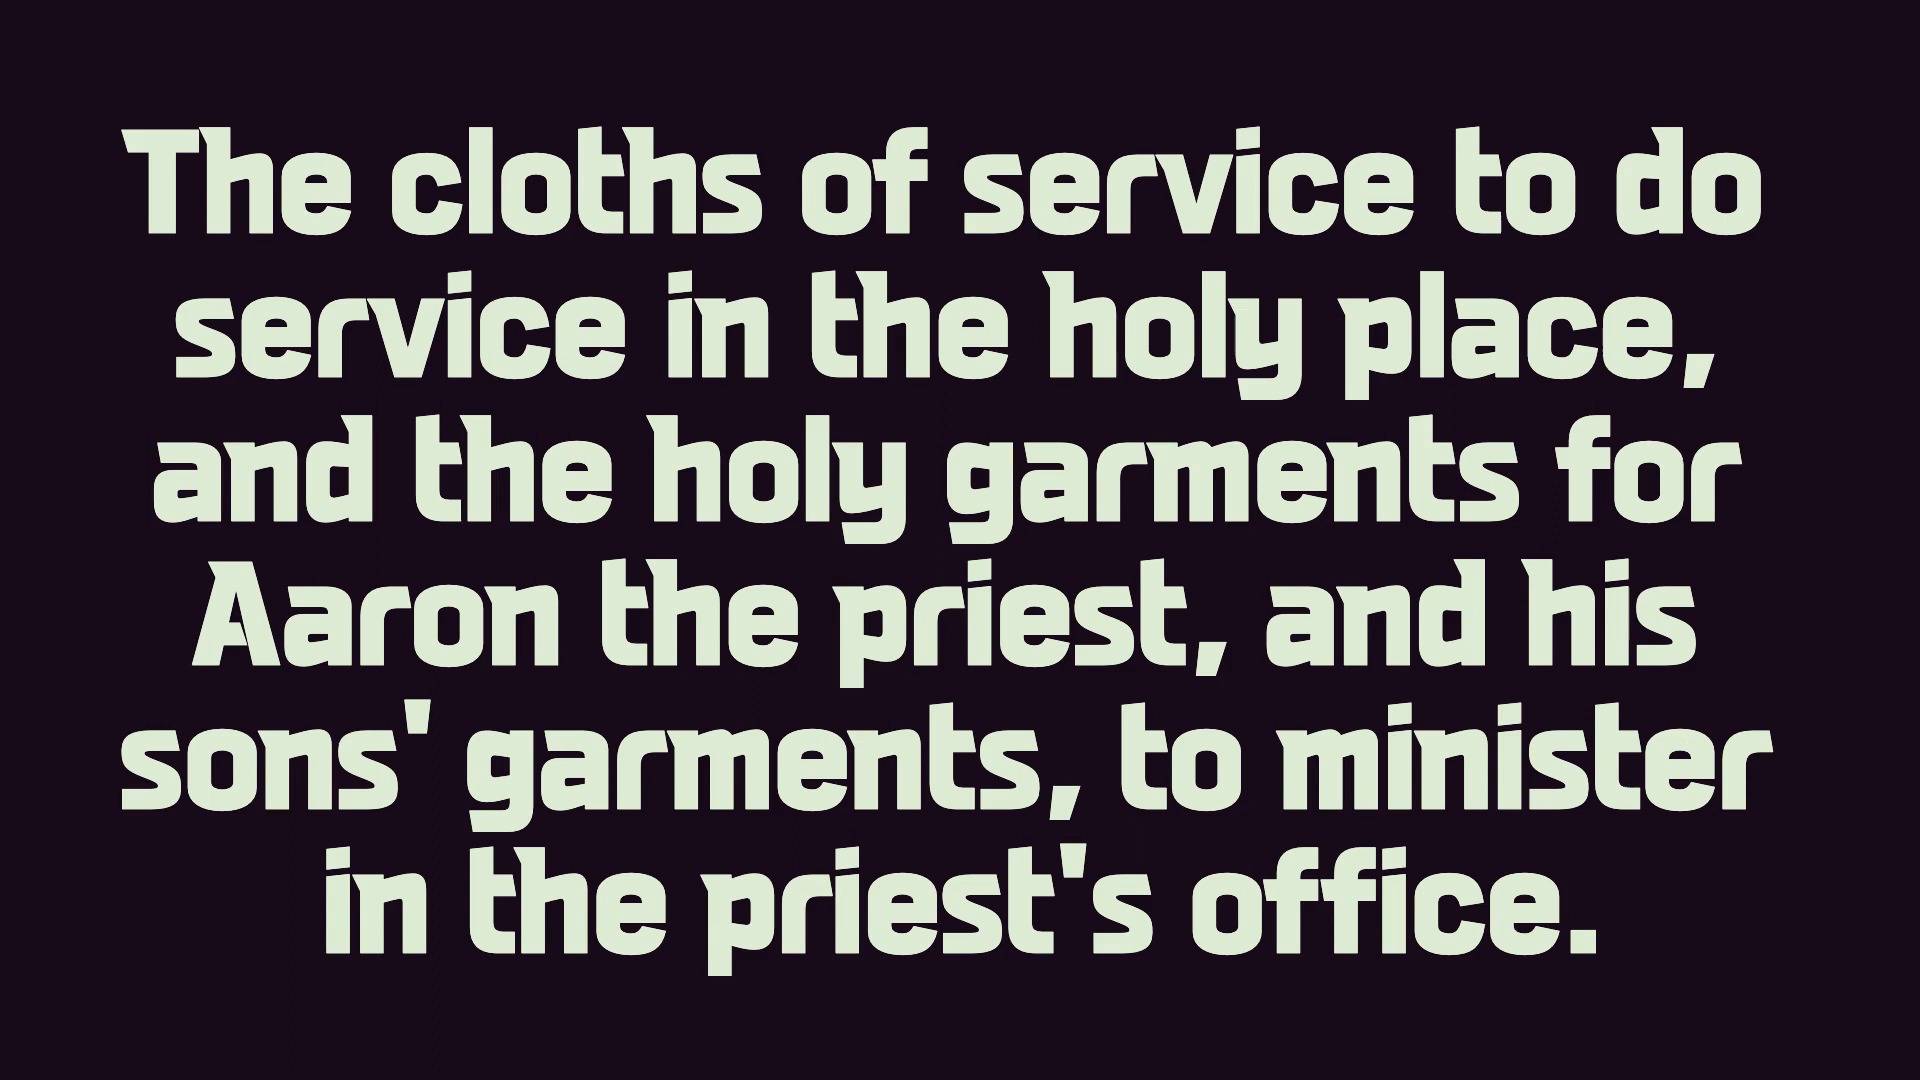 The cloths of service to do
service in the holy place,
and the holy garments for
Aaron the priest, and his
sons' garments, to minister
in the priest's office.